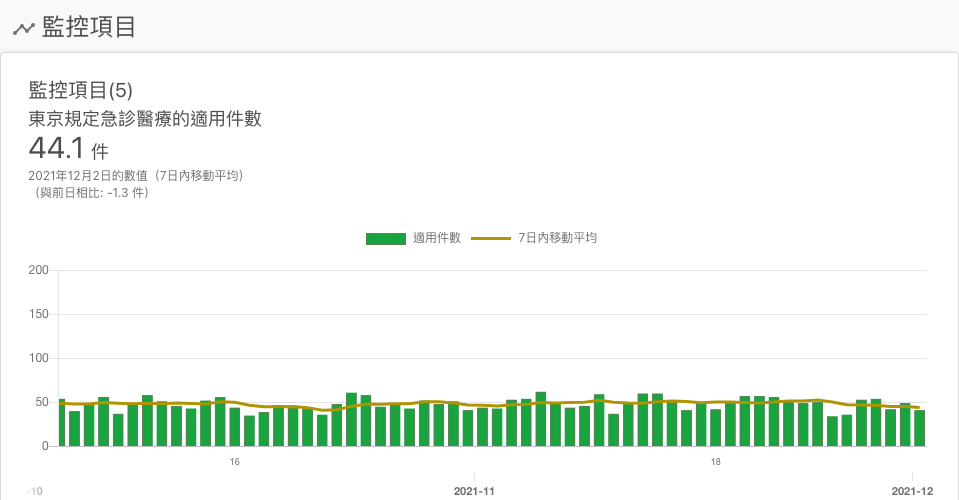 監控項目
監控項目(5)
東京規定急診醫療的適用件數
44.1 件
2021年12月2日的數值（7日內移動平均）
（與前日相比: -1.3 件）
適用件數 7日內移動平均
200
150
100
50
0
16 18
-10 2021-11 2021-12